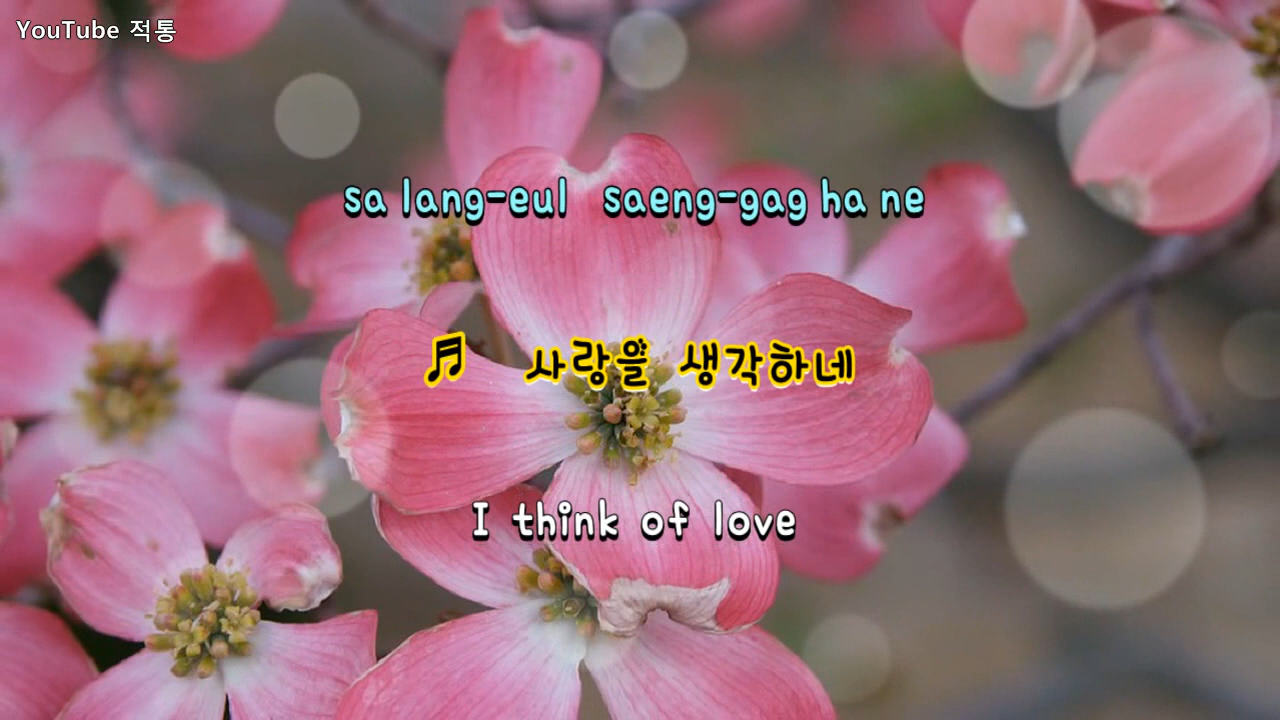 YouTube 적통
sa lang-eul saeng-gag ha ne
♬ 사랑을 생각하네
I think of love